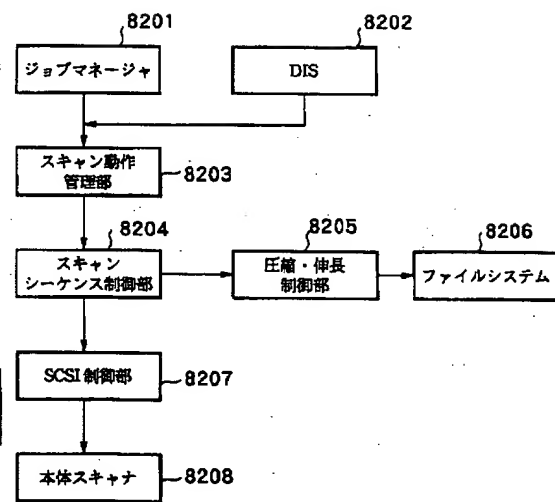 8201
8202
ジョブマネージャ
DIS
スキャン動作
管理部
8203
8204
8205
8206
スキャン
シーケンス制御部
圧縮・伸長
制御部
ファイルシステム
SCSI 制御部
8207
本体スキャナ
8208